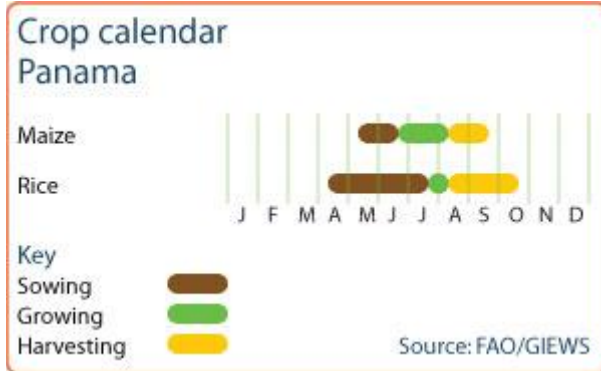 Crop calendar
Panama
Maize
Rice
J F M A M J J A S O N D
Key
Sowing
Growing
Harvesting
Source: FAO/GIEWS